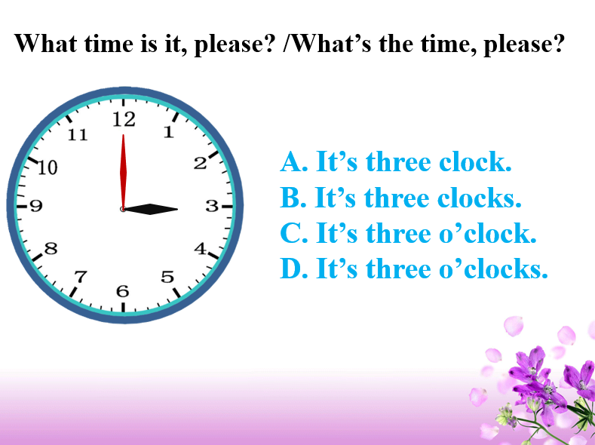 What time is it, please? /What’s the time, please?
12
11
1
10
2
9
3
8
4
7
5
6
A. It’s three clock.
B. It’s three clocks.
C. It’s three o’clock.
D. It’s three o’clocks.